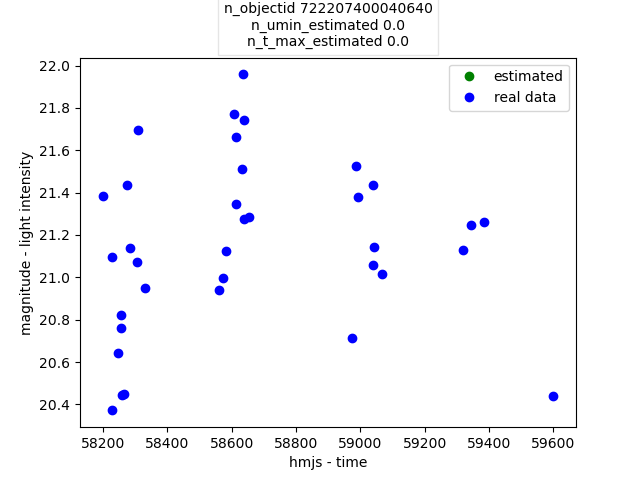 n_objectid 722207400040640
n_umin_estimated 0.0
n_t_max_estimated 0.0
22.0
21.8
21.6
21.4
21.2
21.0
20.8
20.6
20.4
magnitude - light intensity
estimated
real data
58200 58400 58600 58800 59000 59200 59400 59600
hmjs - time